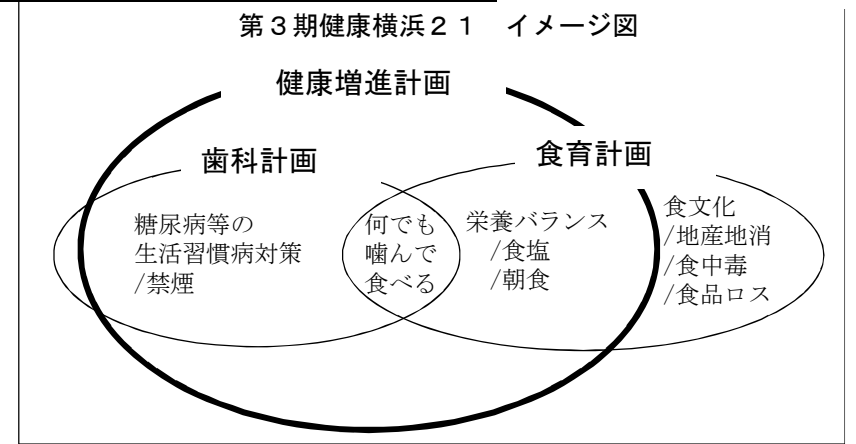 第３期健康横浜２１　イメージ図
健康増進計画
歯科計画
食育計画
糖尿病等の
生活習慣病対策
/禁煙
何でも
噛んで
食べる
栄養バランス
/食塩
/朝食
食文化
/地産地消
/食中毒
/食品ロス